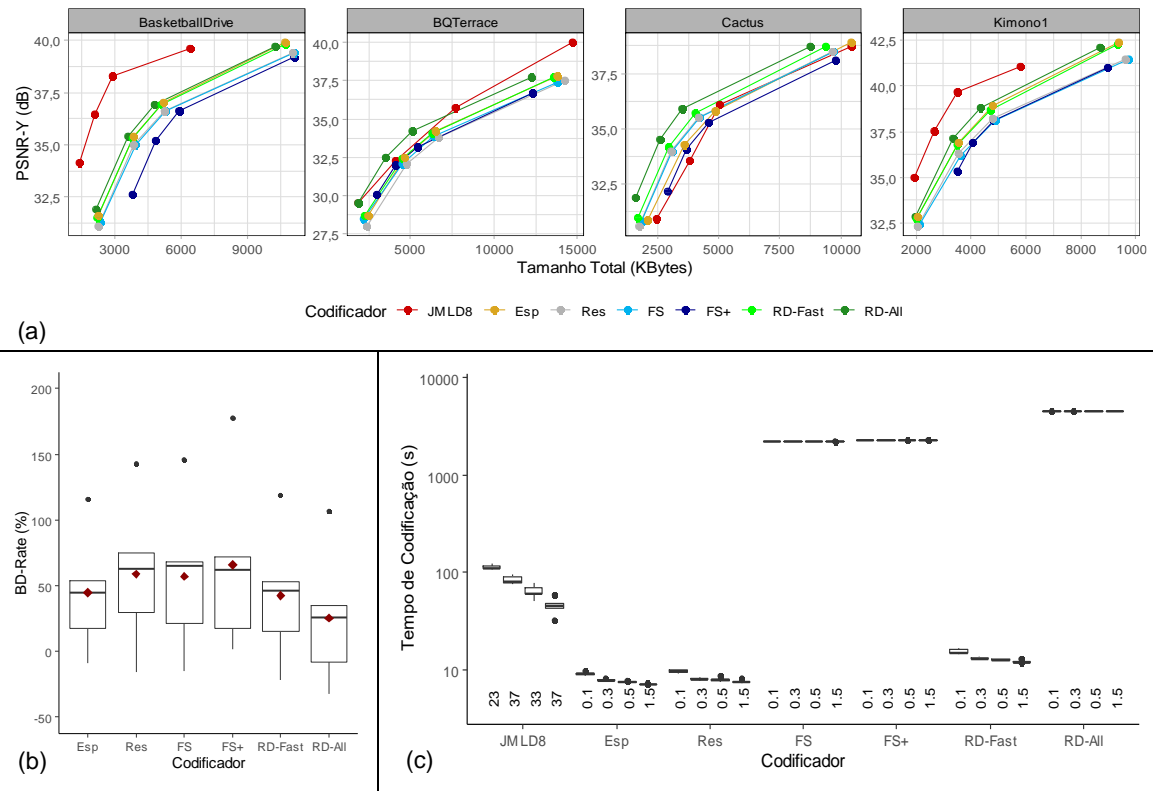 BasketballDrive
BQTerrace
Cactus
Kimono1
PSNR-Y (dB)
40,0
37,5
35,0
32,5
40,0
37,5
35,0
32,5
30,0
27,5
37,5
35,0
32,5
42,5
40,0
37,5
35,0
32,5
3000 6000 9000
5000 10000 15000
2500 5000 7500 10000
2000 4000 6000 8000 1000
Tamanho Total (KBytes)
Codificador JMLD8 Esp Res FS FS+ RD-Fast RD-All
(a)
BD-Rate (%)
200
150
100
50
0
-50
Esp Res FS FS+ RD-Fast RD-All
Codificador
(b)
Tempo de Codificação (s)
10000
1000
100
10
23 37 33 37 0.1 0.3 0.5 1.5 0.1 0.3 0.5 1.5 0.1 0.3 0.5 1.5 0.1 0.3 0.5 1.5 0.1 0.3 0.5 1.5 0.1 0.3 0.5 1.5
JMLD8 Esp Res FS FS+ RD-Fast RD-All
Codificador
(c)